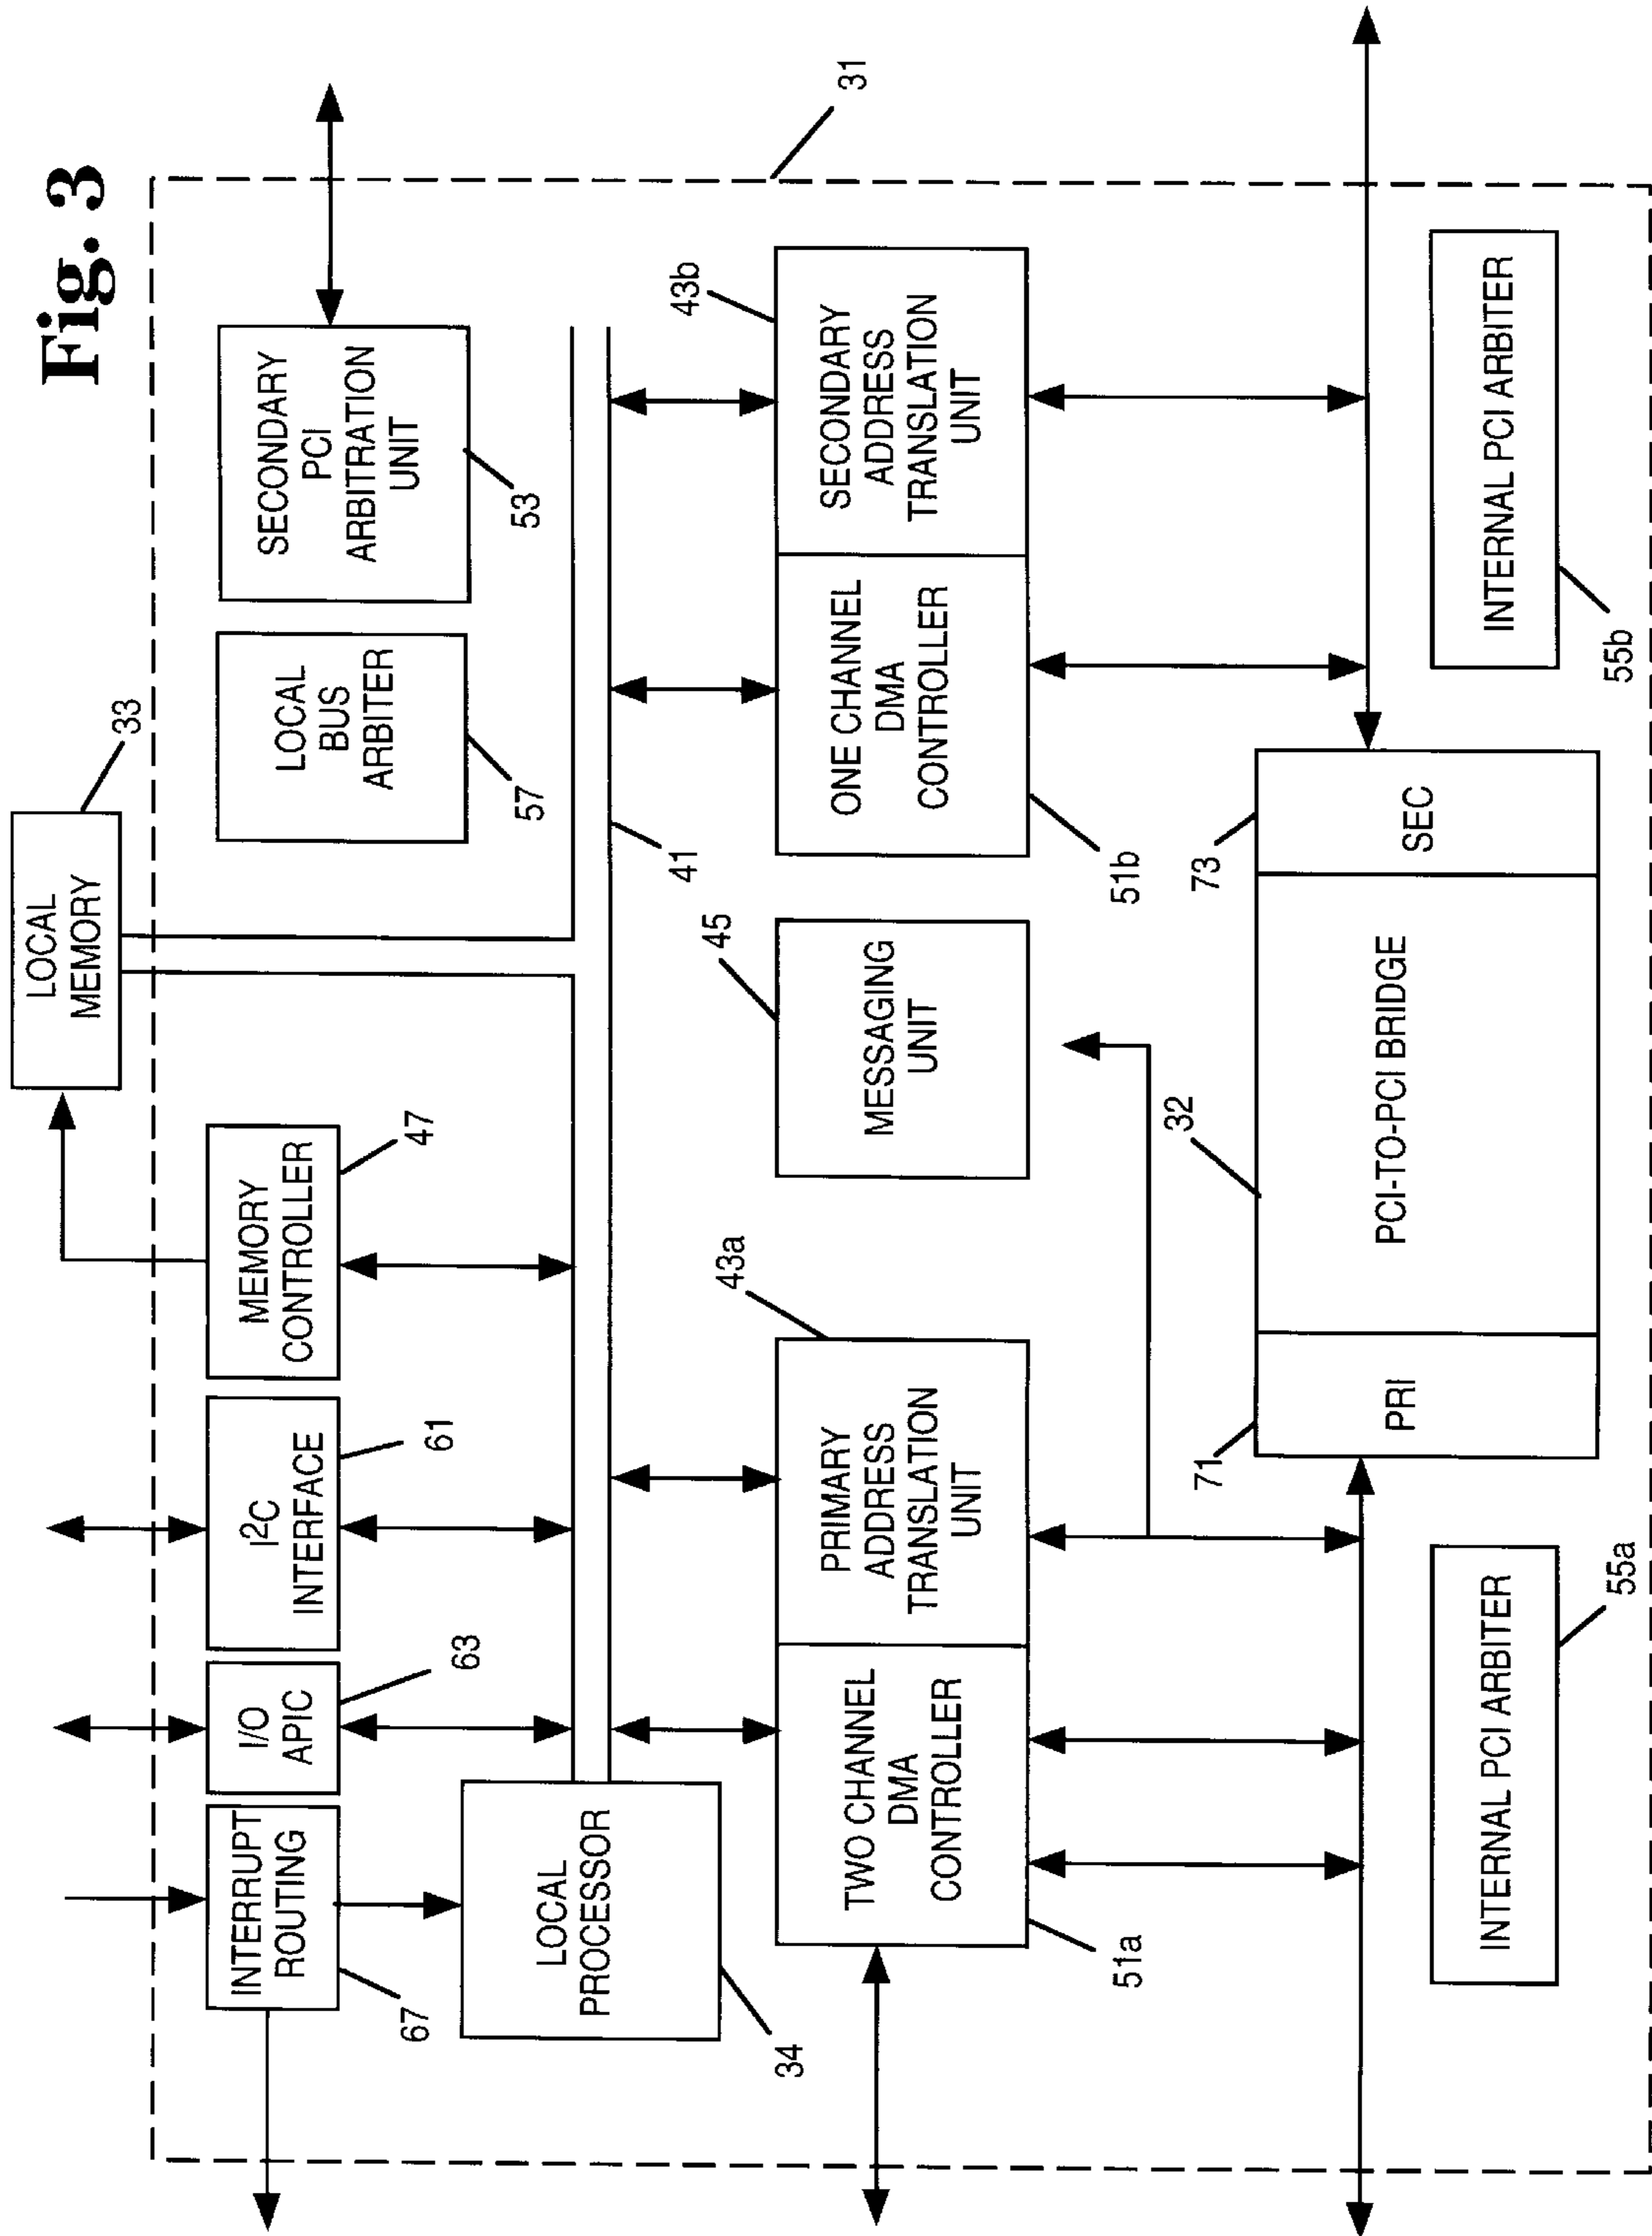 Fig. 3
LOCAL
MEMORY
33
31
INTERRUPT
ROUTING
67
I/O
APIC
63
I2C
INTERFACE
61
MEMORY
CONTROLLER
47
LOCAL
BUS
ARBITER
57
SECONDARY
PCI
ARBITRATION
UNIT
53
LOCAL
PROCESSOR
34
41
TWO CHANNEL
DMA
CONTROLLER
51a
PRIMARY
ADDRESS
TRANSLATION
UNIT
43a
MESSAGING
UNIT
45
ONE CHANNEL
DMA
CONTROLLER
51b
SECONDARY
ADDRESS
TRANSLATION
UNIT
43b
71
PRI
32
PCI-TO-PCI BRIDGE
73
SEC
INTERNAL PCI ARBITER
55a
INTERNAL PCI ARBITER
55b